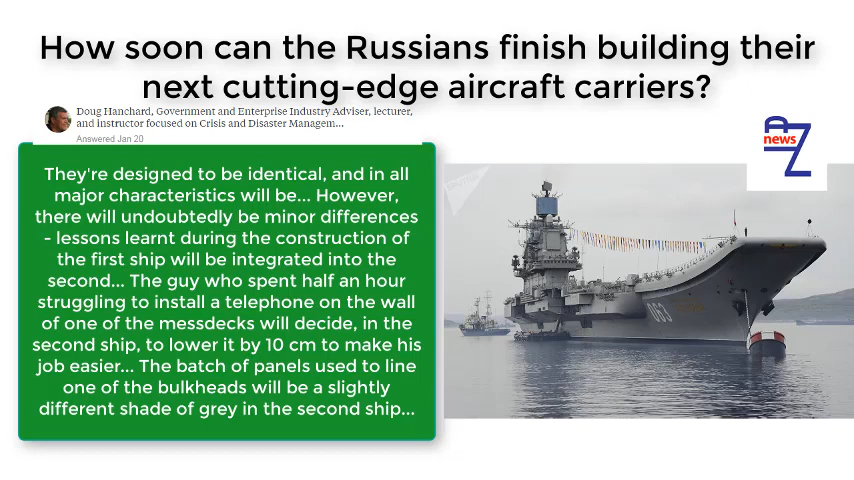 How soon can the Russians finish building their
next cutting-edge aircraft carriers?
Doug Hanchard, Government and Enterprise Industry Adviser, lecturer,
and instructor focused on Crisis and Disaster Managem...
Answered Jan 20
They're designed to be identical, and in all
major characteristics will be... However,
there will undoubtedly be minor differences
- lessons learnt during the construction of
the first ship will be integrated into the
second... The guy who spent half an hour
struggling to install a telephone on the wall
of one of the messdecks will decide, in the
second ship, to lower it by 10 cm to make his
job easier... The batch of panels used to line
one of the bulkheads will be a slightly
different shade of grey in the second ship...
A
news
Z
063